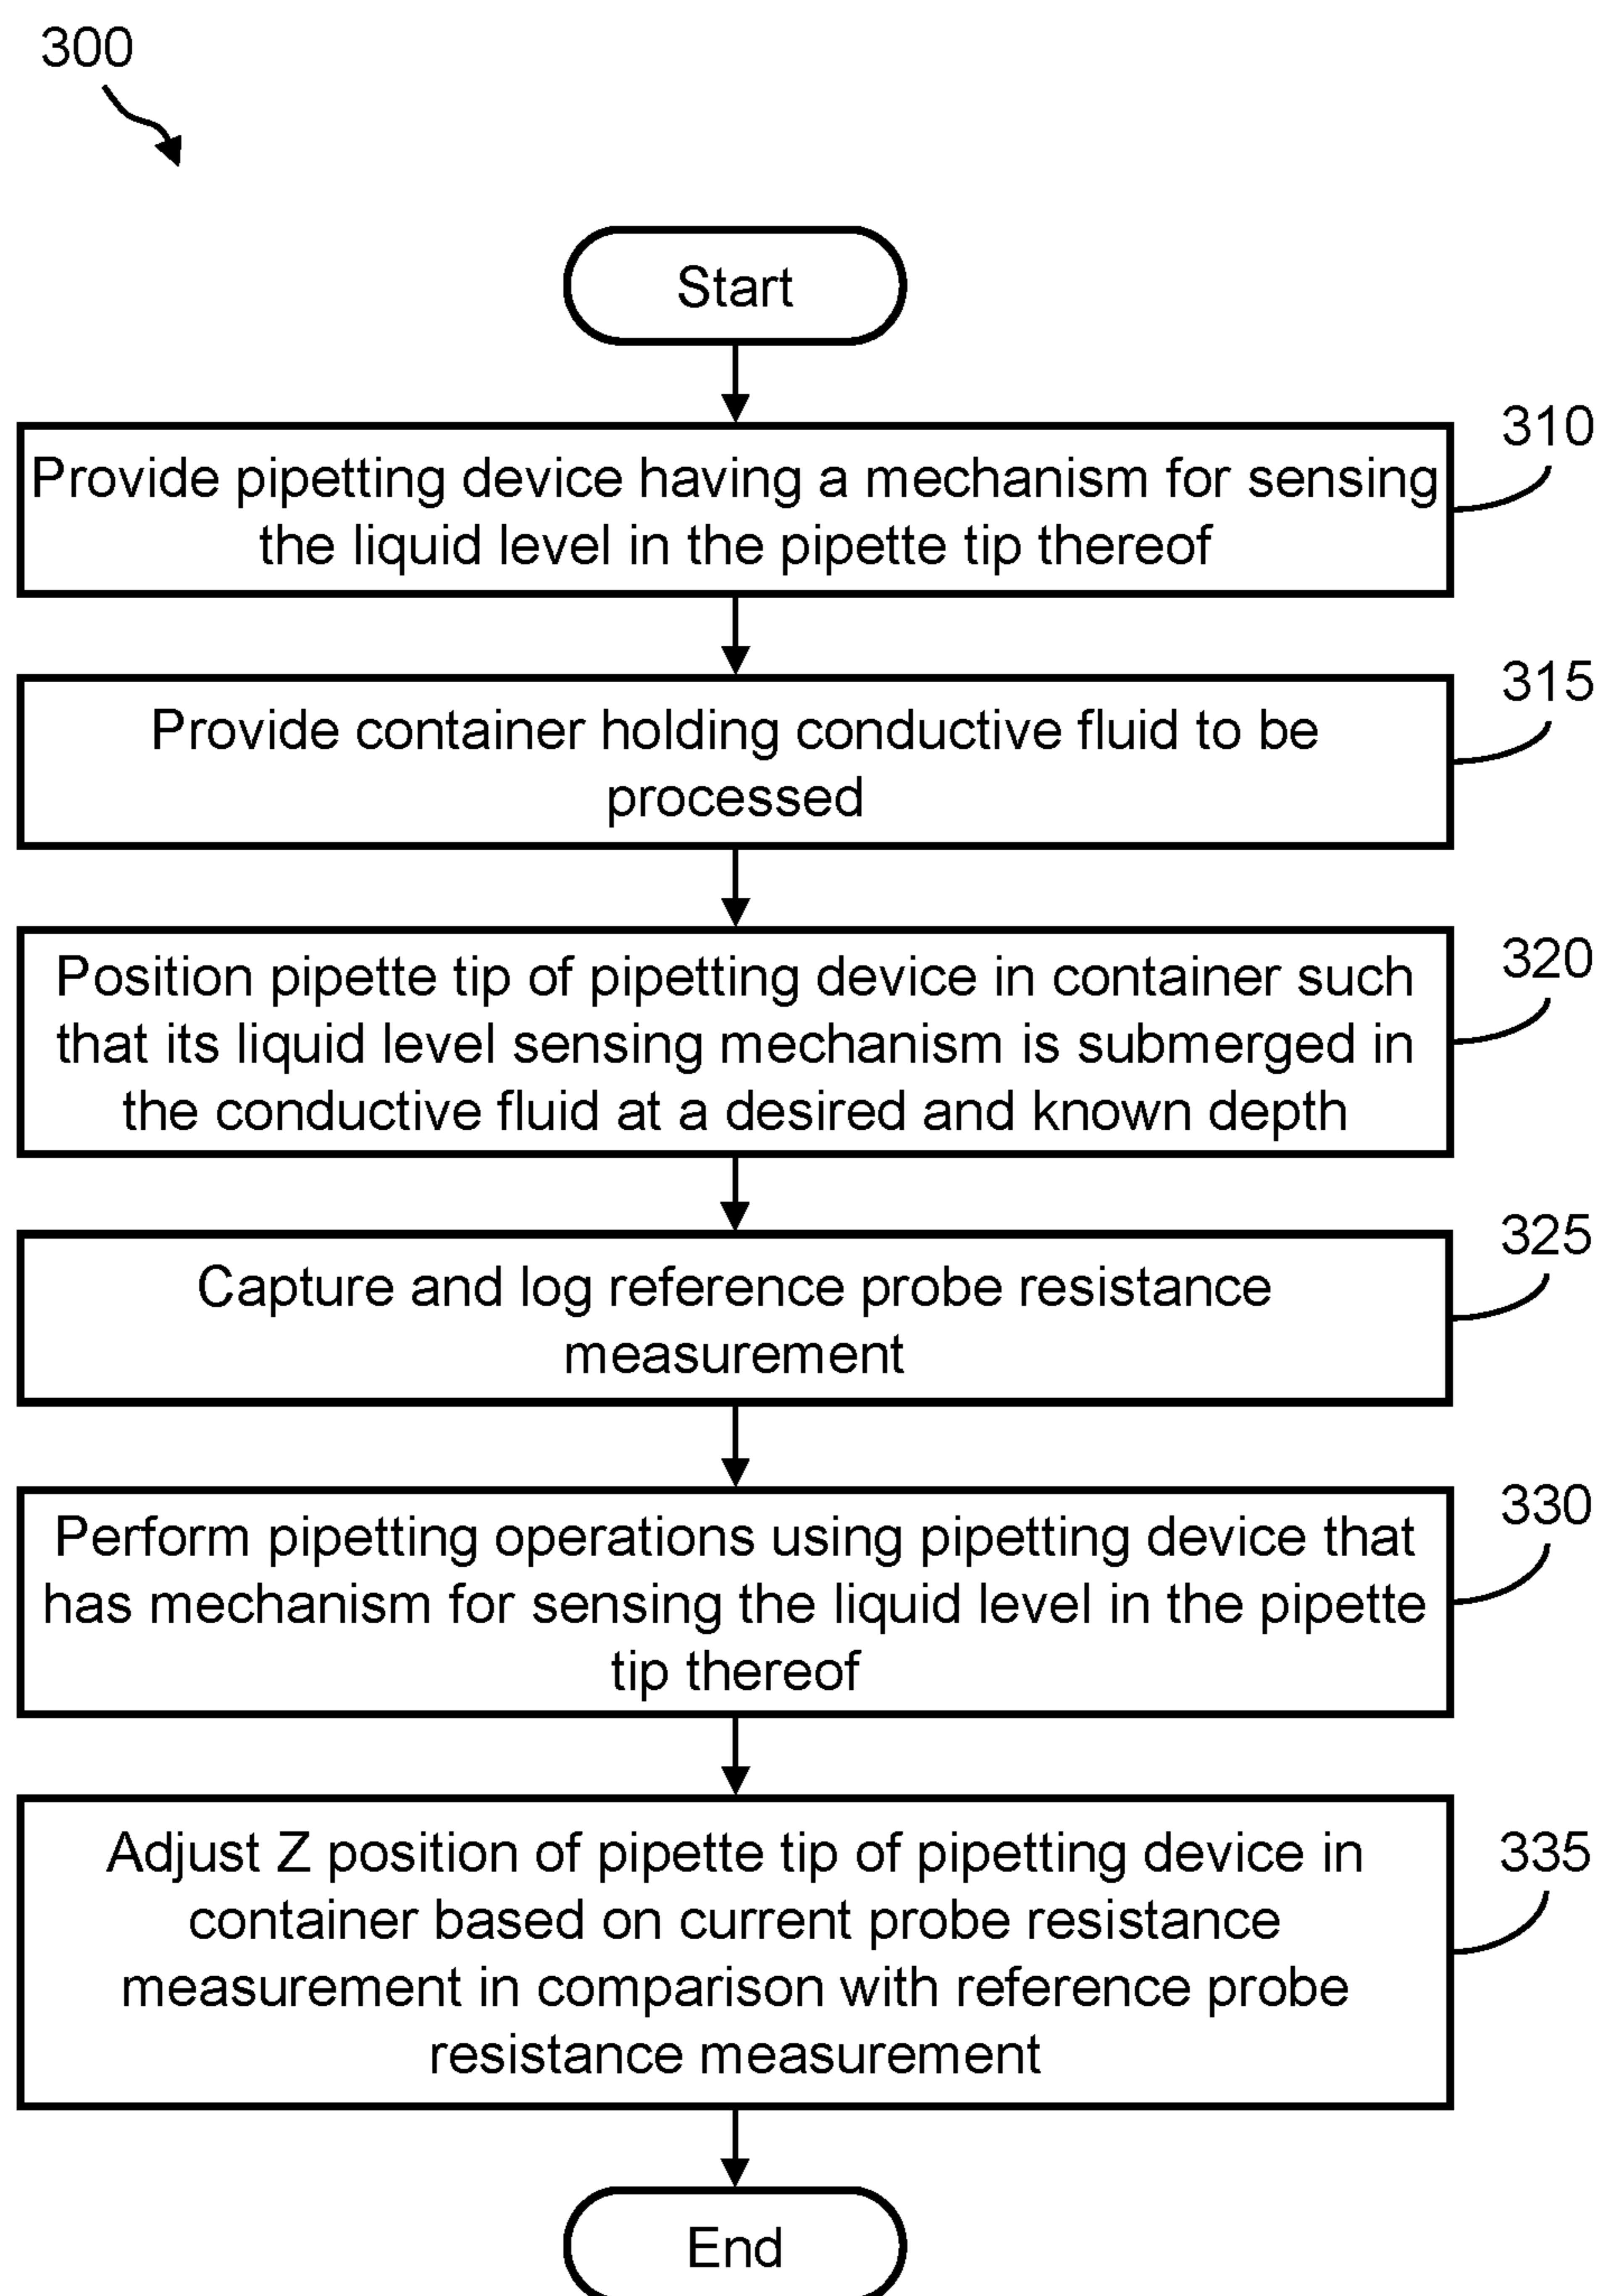 300
Start
310
Provide pipetting device having a mechanism for sensing
the liquid level in the pipette tip thereof
315
Provide container holding conductive fluid to be
processed
320
Position pipette tip of pipetting device in container such
that its liquid level sensing mechanism is submerged in
the conductive fluid at a desired and known depth
325
Capture and log reference probe resistance
measurement
330
Perform pipetting operations using pipetting device that
has mechanism for sensing the liquid level in the pipette
tip thereof
335
Adjust Z position of pipette tip of pipetting device in
container based on current probe resistance
measurement in comparison with reference probe
resistance measurement
End